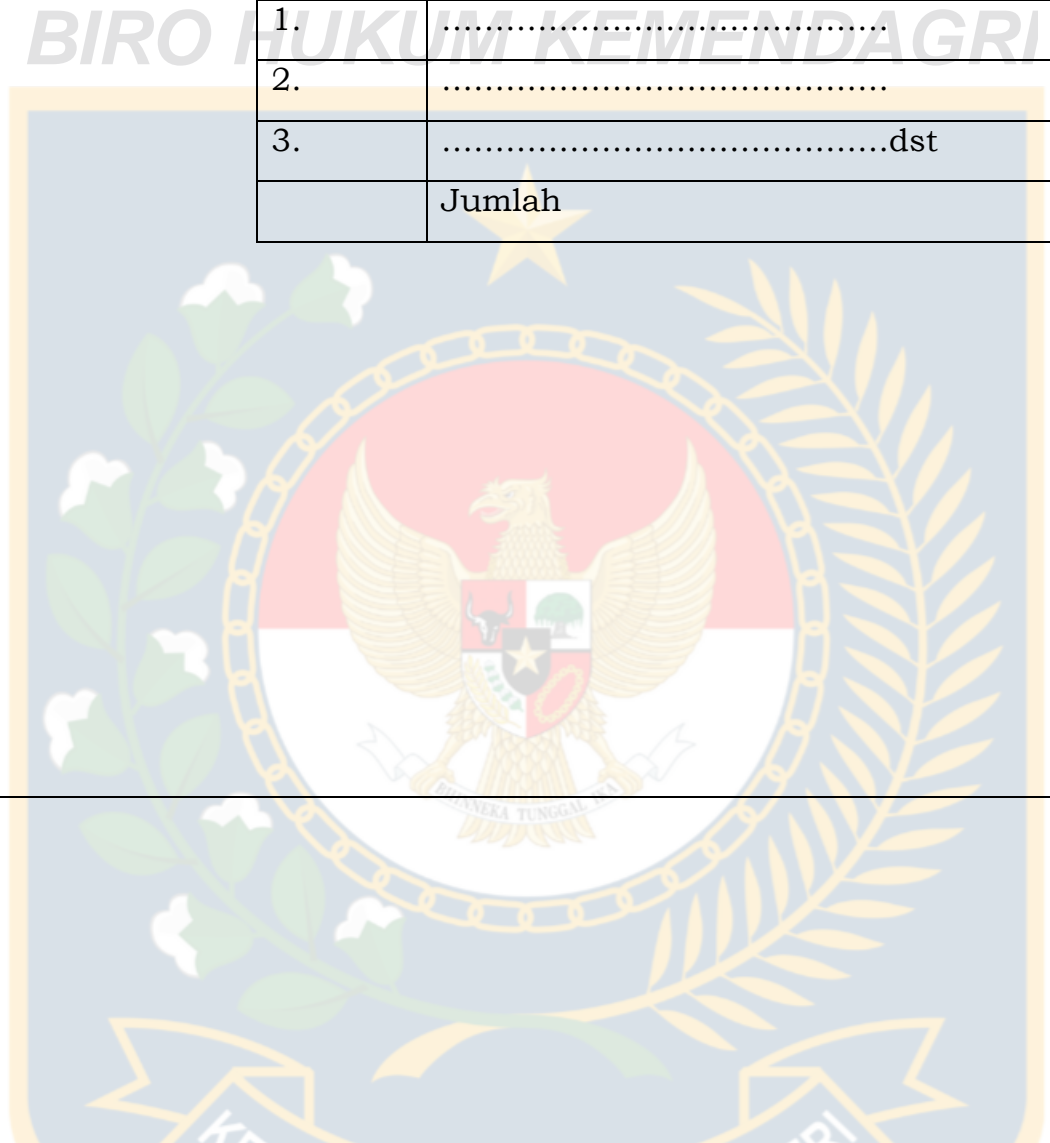 BIRO HUKUM KEMENDAGRI
1. ..........................................
2. ..........................................
3. ..........................................dst
Jumlah
BHINNEKA TUNGGAL IKA